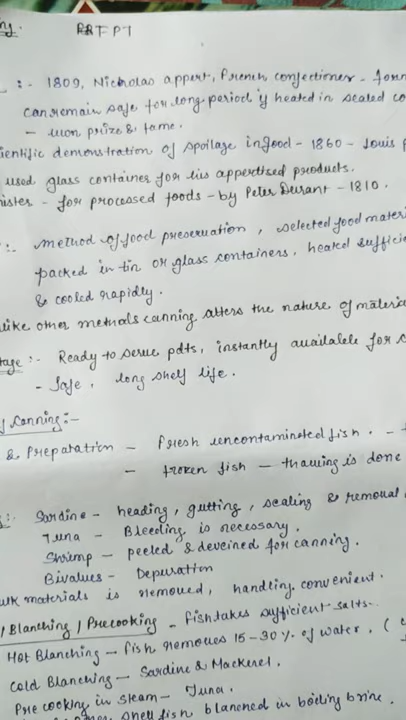 PRT-PT
:- 1809, Nicholas appert, French confectioner - foun
can remain safe for long period if heated in sealed co
- won prize & fame.
ientific demonstration of spoilage in food - 1860 - Louis P
used glass container for his appertised products.
nister - for processed foods - by Peter Durant - 1810.
:- method of food preservation, selected food mater
packed in tin or glass containers, heated sufficie
& cooled rapidly.
like other methods canning alters the nature of materia
tage :- Ready to serve pdts, instantly available for c
- Safe, long shelf life.
f Canning :-
& Preparation - Fresh uncontaminated fish. -
- frozen fish - thawing is done
g :- Sardine - heading, gutting, scaling & removal
Tuna - Bleeding is necessary.
Shrimp - peeled & deveined for canning.
Bivalves - Depuration
ulk materials is removed, handling convenient.
/ Blanching / Precooking - fish takes sufficient salts.
Hot Blanching - fish removes 15-30% of water. (
Cold Blanching - Sardine & Mackerel.
Pre cooking in steam - Tuna.
shell fish blanched in boiling brine.